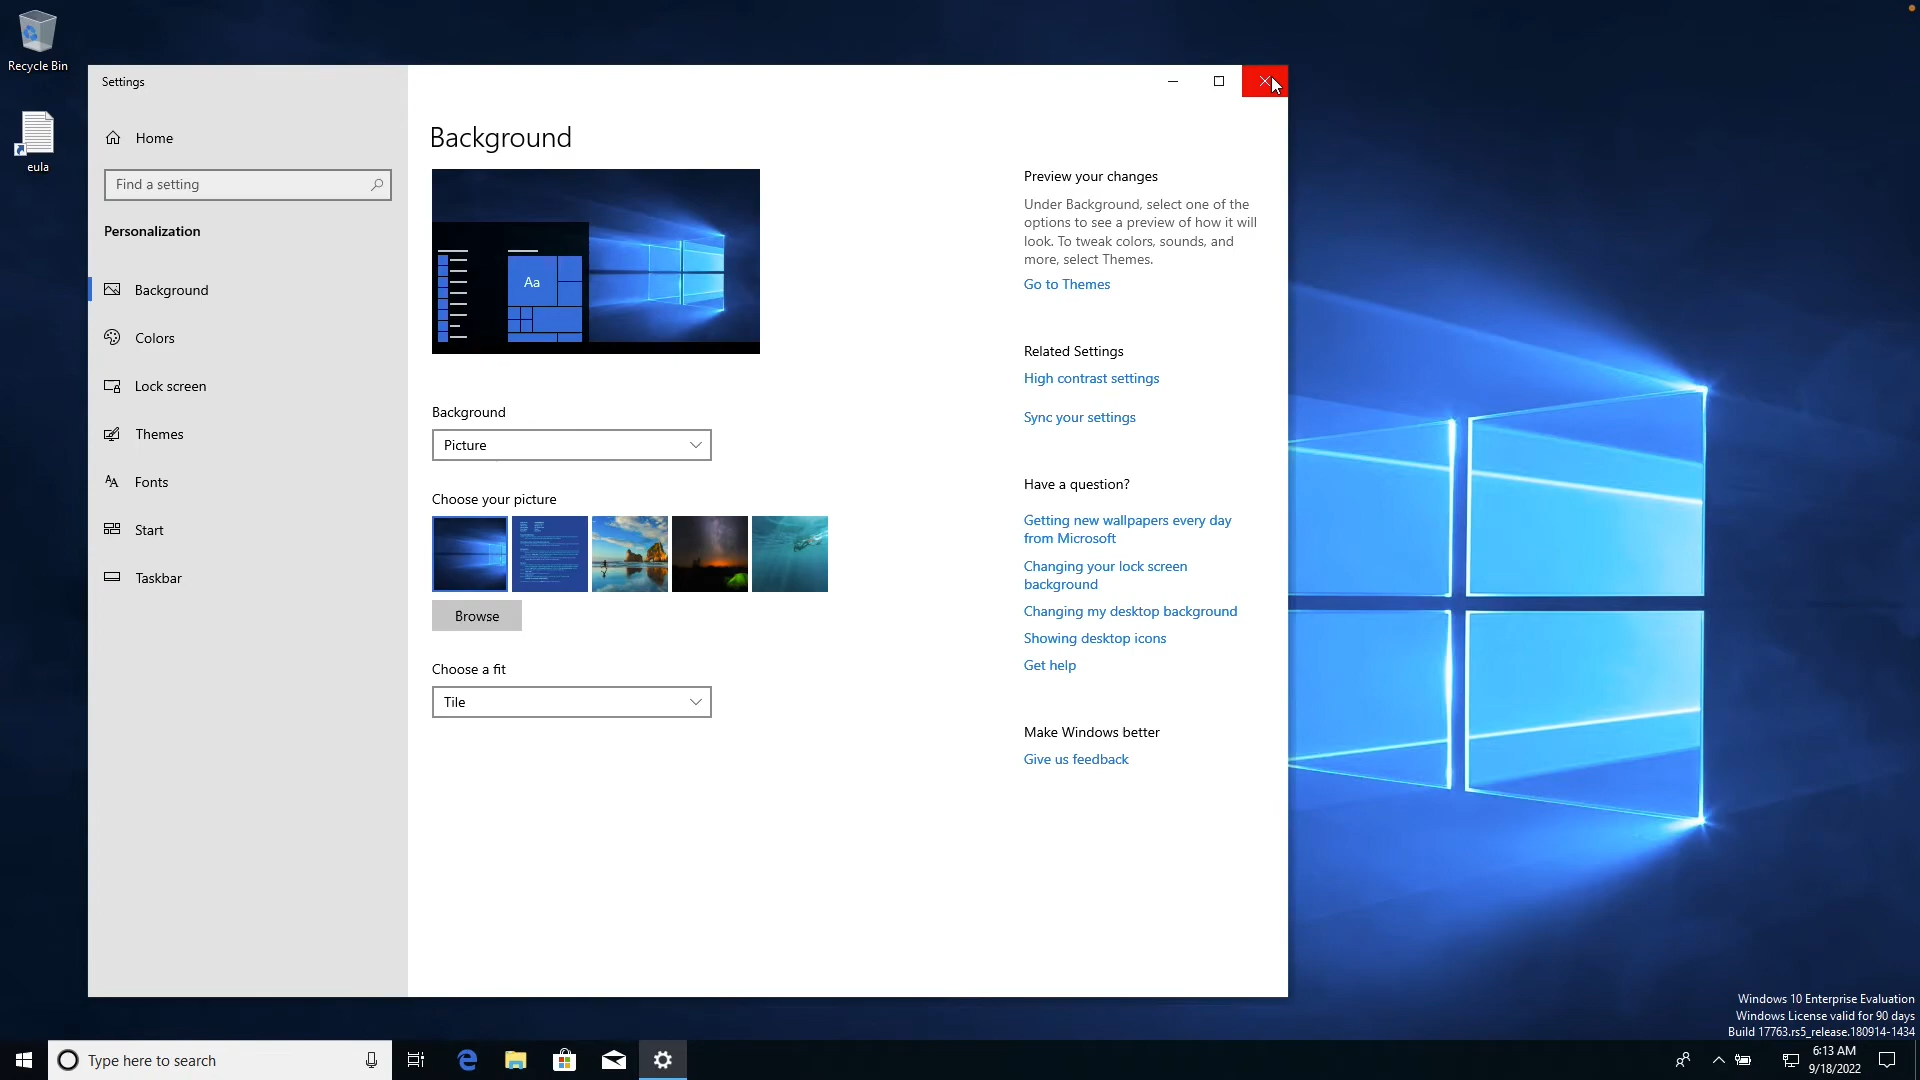 Recycle Bin
eula
Settings
Home
Find a setting
Personalization
Background
Colors
Lock screen
Themes
Fonts
Start
Taskbar
Background
Aa
Background
Picture
Choose your picture
Browse
Choose a fit
Tile
Preview your changes
Under Background, select one of the
options to see a preview of how it will
look. To tweak colors, sounds, and
more, select Themes.
Go to Themes
Related Settings
High contrast settings
Sync your settings
Have a question?
Getting new wallpapers every day
from Microsoft
Changing your lock screen
background
Changing my desktop background
Showing desktop icons
Get help
Make Windows better
Give us feedback
Windows 10 Enterprise Evaluation
Windows License valid for 90 days
Build 17763.rs5_release.180914-1434
Type here to search
6:13 AM
9/18/2022